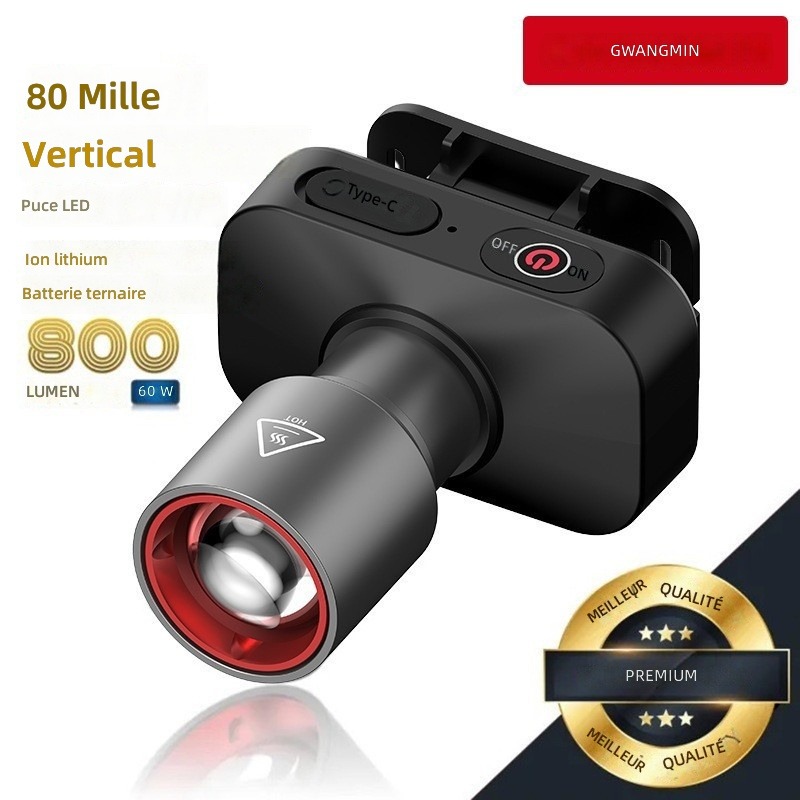 GWANGMIN
80 Mille
Vertical
Puce LED
Ion lithium
Batterie ternaire
800
LUMEN
60 W
Type-C
OFF
ON
HOT
MEILLEUR QUALITÉ
PREMIUM
MEILLEUR QUALITÉ